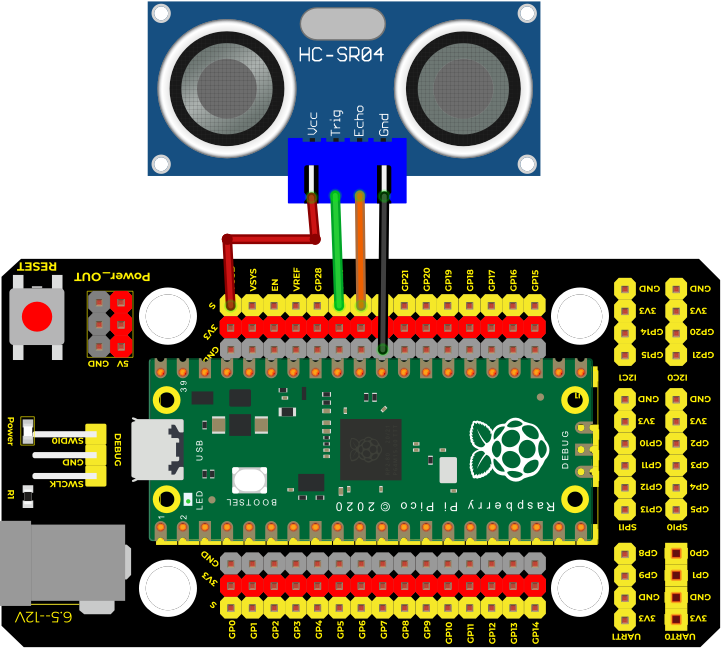 HC-SR04
Vcc
Trig
Echo
Gnd
RESET
Power_OUT
GND
5V
S
3V3
GND
VSYS
EN
VREF
GP28
GP21
GP20
GP19
GP18
GP17
GP16
GP15
GND
3V3
GP14
GP15
I2C1
GND
3V3
GP20
GP21
I2C0
39
Power
SWDIO
GND
SWCLK
DEBUG
R1
USB
LED
BOOTSEL
1
2
Raspberry Pi Pico © 2020
DEBUG
GND
3V3
GP10
GP11
GP12
GP13
SPI1
GND
3V3
GP2
GP3
GP4
GP5
SPI0
GP8
GP9
GND
3V3
UART1
GP0
GP1
GND
3V3
UART0
6.5--12V
GND
3V3
S
GP0
GP1
GP2
GP3
GP4
GP5
GP6
GP7
GP8
GP9
GP10
GP11
GP12
GP13
GP14